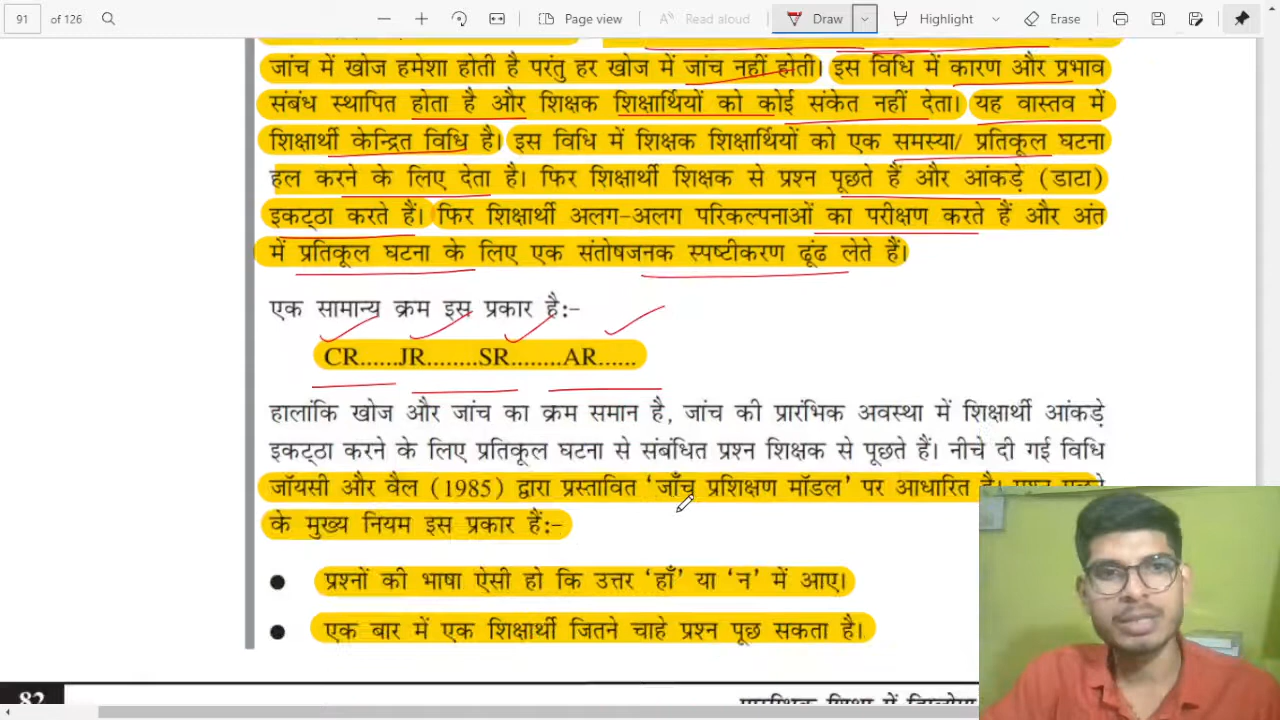 91 of 126 Page view Read aloud Draw Highlight Erase
जांच में खोज हमेशा होती है परंतु हर खोज में जांच नहीं होती। इस विधि में कारण और प्रभाव
संबंध स्थापित होता है और शिक्षक शिक्षार्थियों को कोई संकेत नहीं देता। यह वास्तव में
शिक्षार्थी केन्द्रित विधि है। इस विधि में शिक्षक शिक्षार्थियों को एक समस्या/ प्रतिकूल घटना
हल करने के लिए देता है। फिर शिक्षार्थी शिक्षक से प्रश्न पूछते हैं और आंकड़े (डाटा)
इकट्ठा करते हैं। फिर शिक्षार्थी अलग-अलग परिकल्पनाओं का परीक्षण करते हैं और अंत
में प्रतिकूल घटना के लिए एक संतोषजनक स्पष्टीकरण ढूंढ लेते हैं।
एक सामान्य क्रम इस प्रकार है:-
CR......JR........SR........AR......
हालांकि खोज और जांच का क्रम समान है, जांच की प्रारंभिक अवस्था में शिक्षार्थी आंकड़े
इकट्ठा करने के लिए प्रतिकूल घटना से संबंधित प्रश्न शिक्षक से पूछते हैं। नीचे दी गई विधि
जॉयसी और वैल (1985) द्वारा प्रस्तावित ‘जाँच प्रशिक्षण मॉडल’ पर आधारित है।
के मुख्य नियम इस प्रकार हैं:-
● प्रश्नों की भाषा ऐसी हो कि उत्तर ‘हाँ’ या ‘न’ में आए।
● एक बार में एक शिक्षार्थी जितने चाहे प्रश्न पूछ सकता है।
82